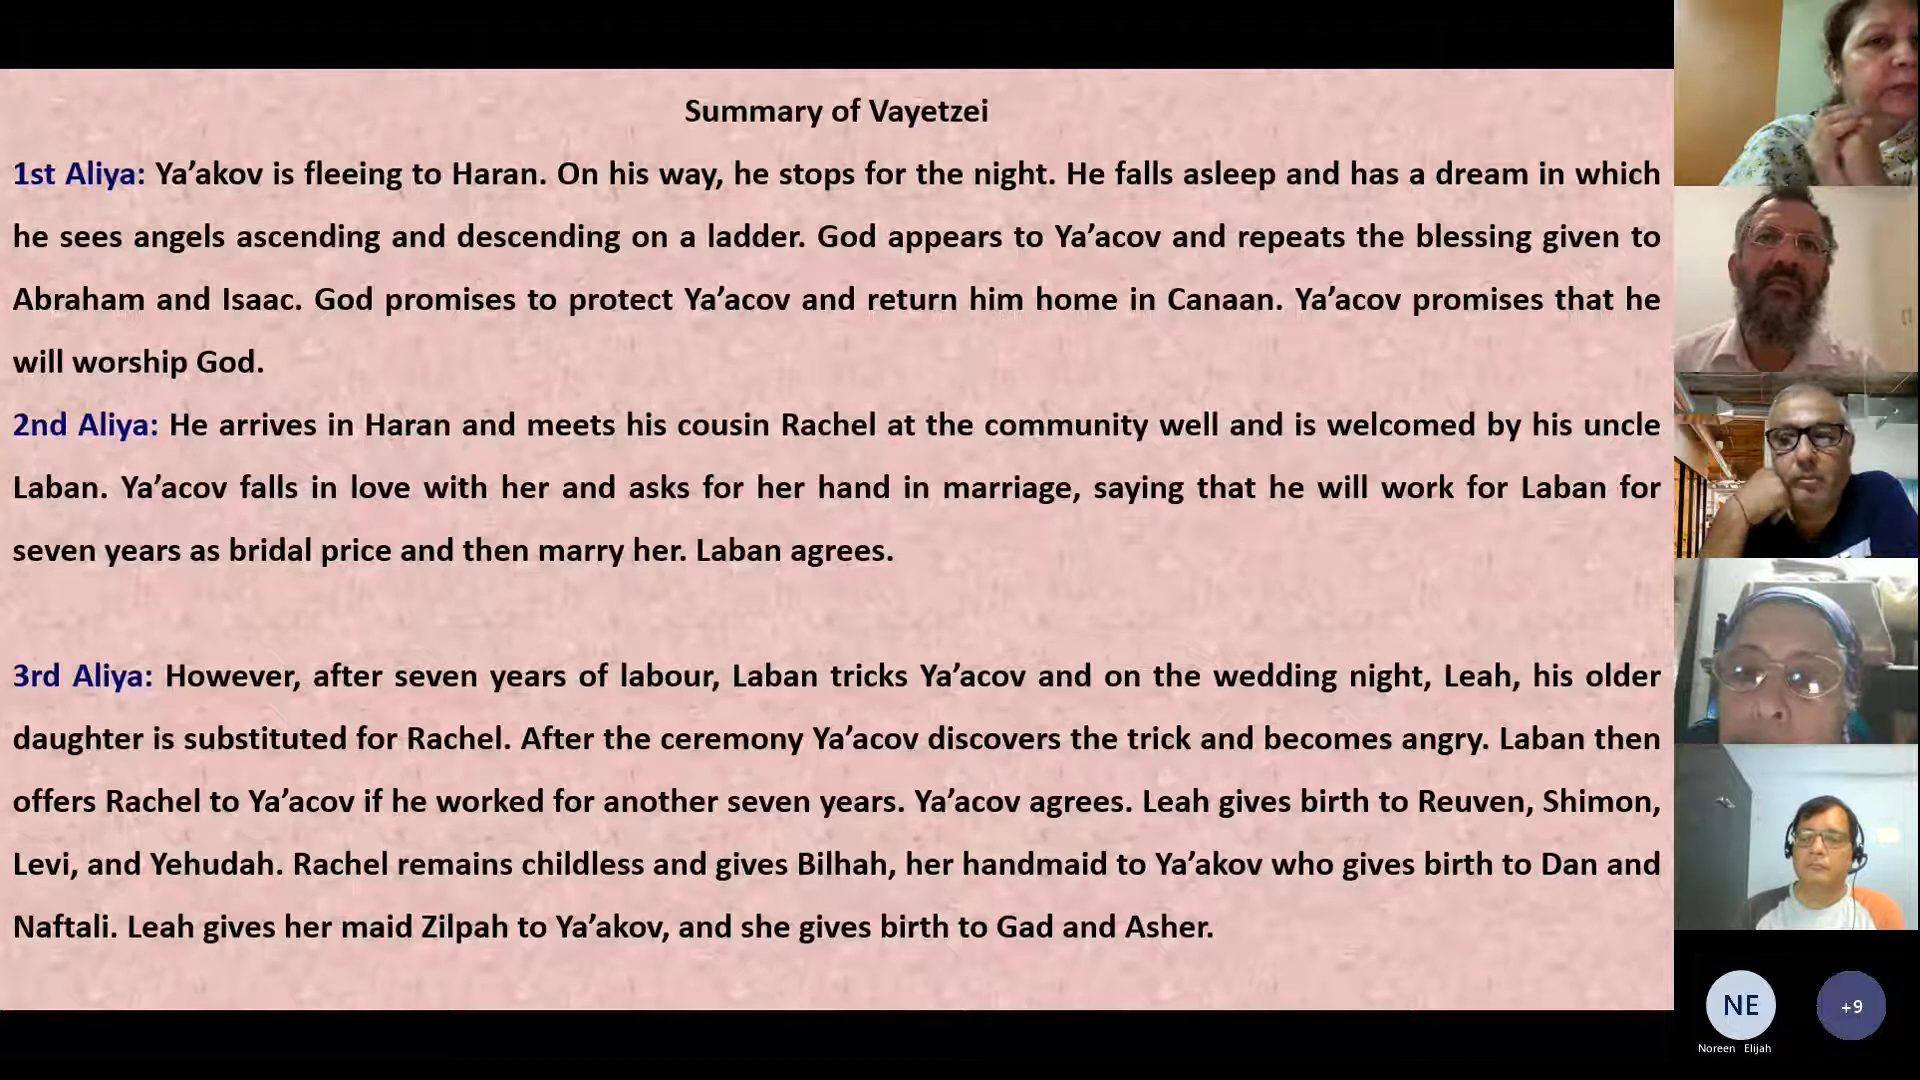 Summary of Vayetzei
1st Aliya: Ya’akov is fleeing to Haran. On his way, he stops for the night. He falls asleep and has a dream in which
he sees angels ascending and descending on a ladder. God appears to Ya’acov and repeats the blessing given to
Abraham and Isaac. God promises to protect Ya’acov and return him home in Canaan. Ya’acov promises that he
will worship God.
2nd Aliya: He arrives in Haran and meets his cousin Rachel at the community well and is welcomed by his uncle
Laban. Ya’acov falls in love with her and asks for her hand in marriage, saying that he will work for Laban for
seven years as bridal price and then marry her. Laban agrees.
3rd Aliya: However, after seven years of labour, Laban tricks Ya’acov and on the wedding night, Leah, his older
daughter is substituted for Rachel. After the ceremony Ya’acov discovers the trick and becomes angry. Laban then
offers Rachel to Ya’acov if he worked for another seven years. Ya’acov agrees. Leah gives birth to Reuven, Shimon,
Levi, and Yehudah. Rachel remains childless and gives Bilhah, her handmaid to Ya’akov who gives birth to Dan and
Naftali. Leah gives her maid Zilpah to Ya’akov, and she gives birth to Gad and Asher.
NE
+9
Noreen Elijah